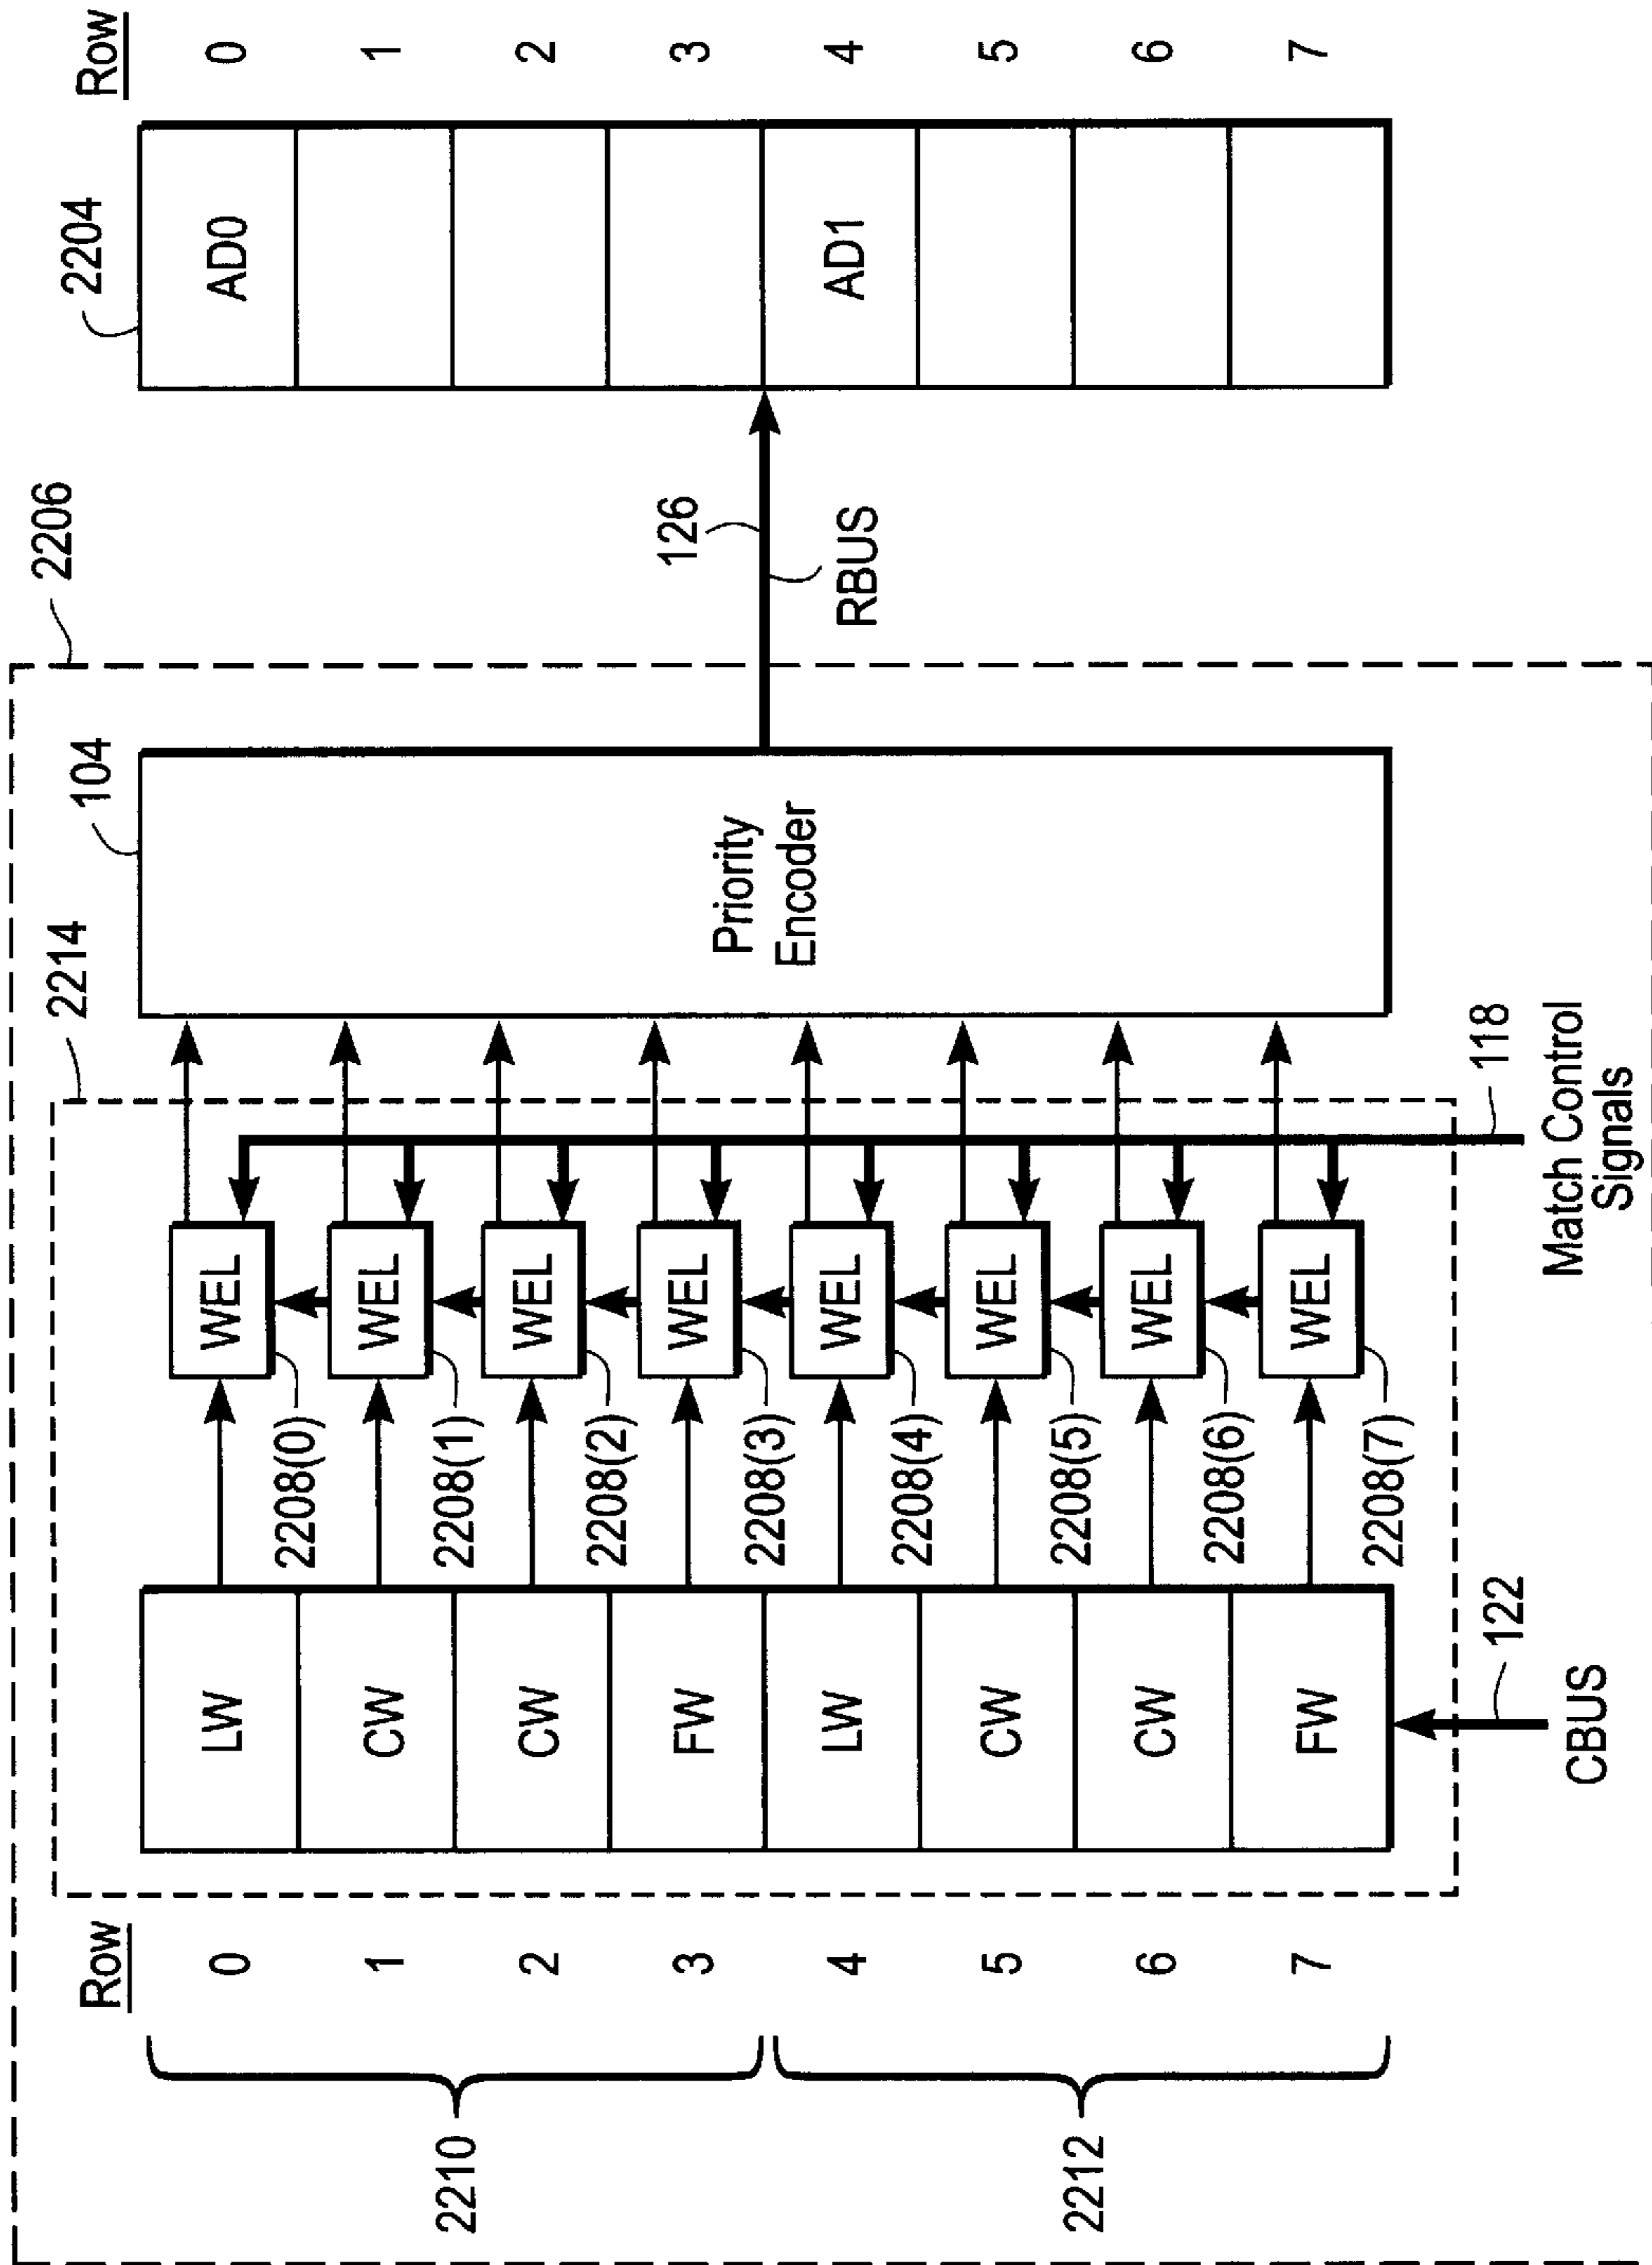 2206
2214
104
2204
Row
Row
0
LW
WEL
AD0
0
2208(0)
1
CW
WEL
1
2208(1)
2210
2
CW
WEL
2
2208(2)
3
FW
WEL
126
3
2208(3)
Priority
Encoder
RBUS
4
LW
WEL
AD1
4
2208(4)
5
CW
WEL
5
2208(5)
2212
6
CW
WEL
6
2208(6)
7
FW
WEL
7
2208(7)
122
118
CBUS
Match Control
Signals